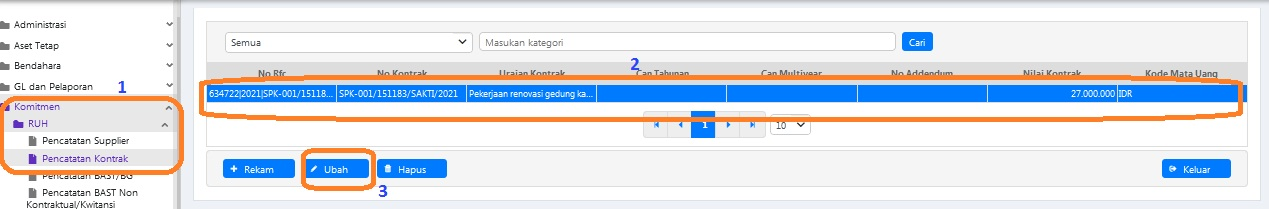 Administrasi
Aset Tetap
Bendahara
GL dan Pelaporan
1
Komitmen
RUH
Pencatatan Supplier
Pencatatan Kontrak
Pencatatan BAST/BG
Pencatatan BAST Non
Kontraktual/Kwitansi
Semua
Masukan kategori
Cari
2
No Rfc No Kontrak Uraian Kontrak Can Tahunan Can Multiyear No Addendum Nilai Kontrak Kode Mata Uang
634722|2021|SPK-001/15118... SPK-001/151183/SAKTI/2021 Pekerjaan renovasi gedung ka... 27.000.000 IDR
1 10
Rekam Ubah Hapus Keluar
3